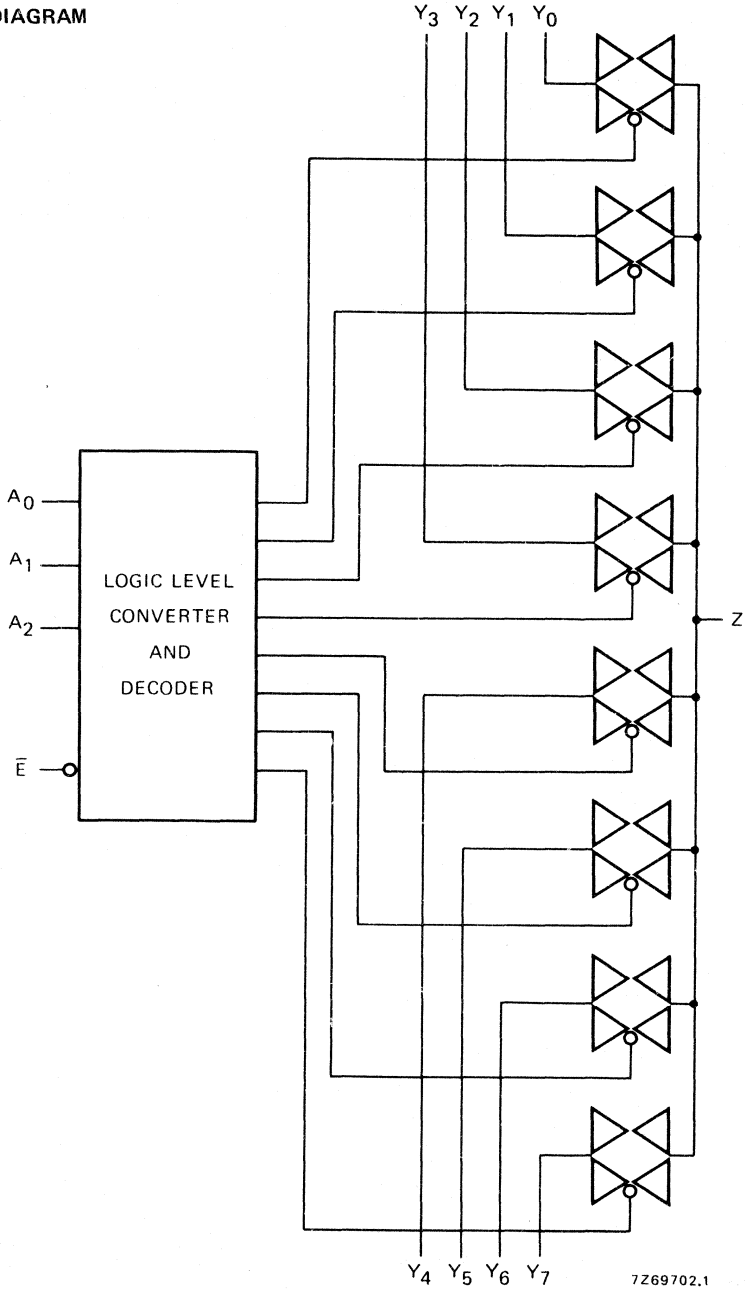 DIAGRAM
Y3 Y2 Y1 Y0
A0
A1
A2
E̅
LOGIC LEVEL
CONVERTER
AND
DECODER
Z
Y4 Y5 Y6 Y7
7Z69702.1